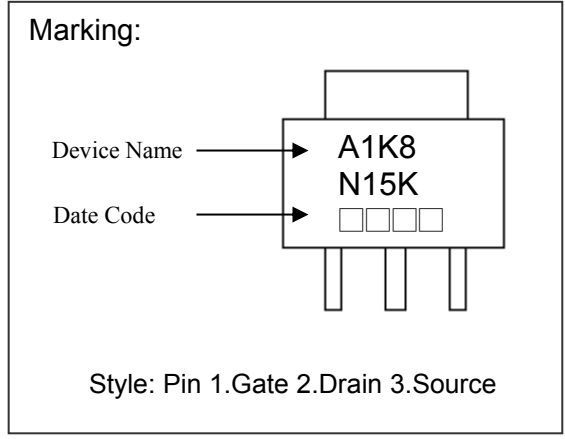 Marking:
Device Name
A1K8
N15K
Date Code
□□□□
Style: Pin 1.Gate 2.Drain 3.Source